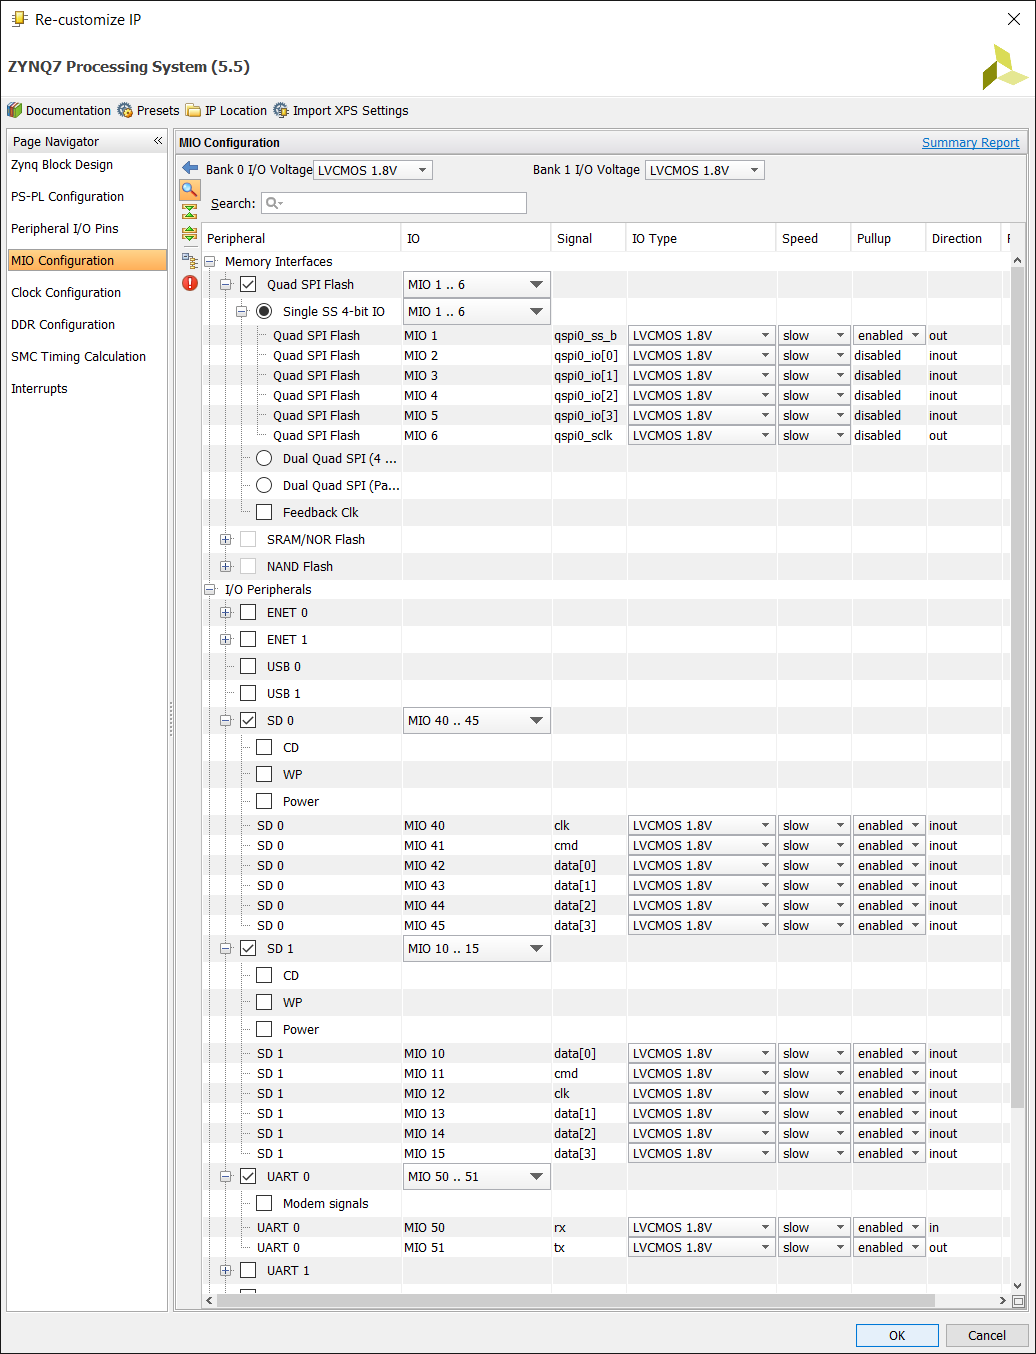 Re-customize IP
ZYNQ7 Processing System (5.5)
Documentation Presets IP Location Import XPS Settings
Page Navigator «
Zynq Block Design
PS-PL Configuration
Peripheral I/O Pins
MIO Configuration
Clock Configuration
DDR Configuration
SMC Timing Calculation
Interrupts
MIO Configuration Summary Report
Bank 0 I/O Voltage LVCMOS 1.8V Bank 1 I/O Voltage LVCMOS 1.8V
Search:
Peripheral IO Signal IO Type Speed Pullup Direction
Memory Interfaces
Quad SPI Flash MIO 1 .. 6
Single SS 4-bit IO MIO 1 .. 6
Quad SPI Flash MIO 1 qspi0_ss_b LVCMOS 1.8V slow enabled out
Quad SPI Flash MIO 2 qspi0_io[0] LVCMOS 1.8V slow disabled inout
Quad SPI Flash MIO 3 qspi0_io[1] LVCMOS 1.8V slow disabled inout
Quad SPI Flash MIO 4 qspi0_io[2] LVCMOS 1.8V slow disabled inout
Quad SPI Flash MIO 5 qspi0_io[3] LVCMOS 1.8V slow disabled inout
Quad SPI Flash MIO 6 qspi0_sclk LVCMOS 1.8V slow disabled out
Dual Quad SPI (4 ...
Dual Quad SPI (Pa...
Feedback Clk
SRAM/NOR Flash
NAND Flash
I/O Peripherals
ENET 0
ENET 1
USB 0
USB 1
SD 0 MIO 40 .. 45
CD
WP
Power
SD 0 MIO 40 clk LVCMOS 1.8V slow enabled inout
SD 0 MIO 41 cmd LVCMOS 1.8V slow enabled inout
SD 0 MIO 42 data[0] LVCMOS 1.8V slow enabled inout
SD 0 MIO 43 data[1] LVCMOS 1.8V slow enabled inout
SD 0 MIO 44 data[2] LVCMOS 1.8V slow enabled inout
SD 0 MIO 45 data[3] LVCMOS 1.8V slow enabled inout
SD 1 MIO 10 .. 15
CD
WP
Power
SD 1 MIO 10 data[0] LVCMOS 1.8V slow enabled inout
SD 1 MIO 11 cmd LVCMOS 1.8V slow enabled inout
SD 1 MIO 12 clk LVCMOS 1.8V slow enabled inout
SD 1 MIO 13 data[1] LVCMOS 1.8V slow enabled inout
SD 1 MIO 14 data[2] LVCMOS 1.8V slow enabled inout
SD 1 MIO 15 data[3] LVCMOS 1.8V slow enabled inout
UART 0 MIO 50 .. 51
Modem signals
UART 0 MIO 50 rx LVCMOS 1.8V slow enabled in
UART 0 MIO 51 tx LVCMOS 1.8V slow enabled out
UART 1
OK Cancel